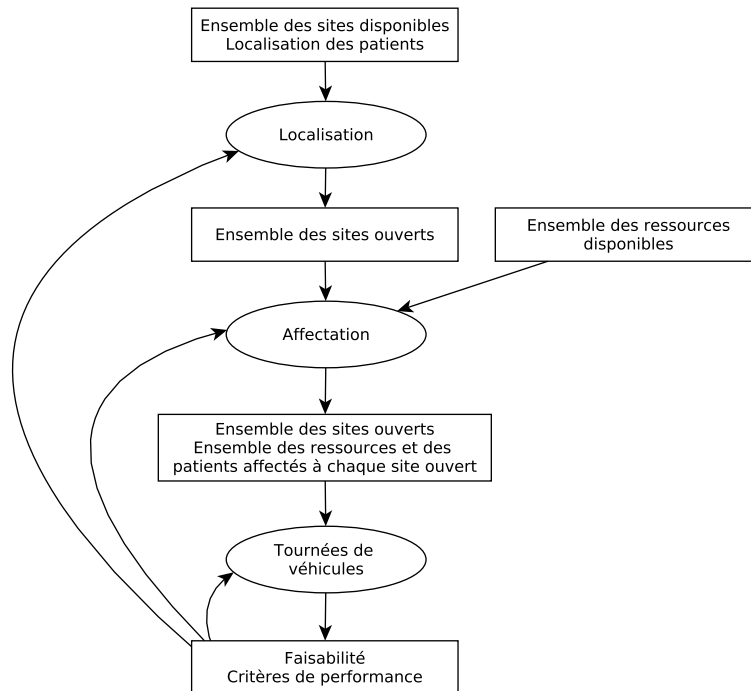 Ensemble des sites disponibles
Localisation des patients
Localisation
Ensemble des sites ouverts
Ensemble des ressources
disponibles
Affectation
Ensemble des sites ouverts
Ensemble des ressources et des
patients affectés à chaque site ouvert
Tournées de
véhicules
Faisabilité
Critères de performance